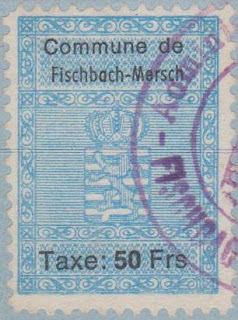 Commune de
Fischbach-Mersch
Taxe: 50 Frs